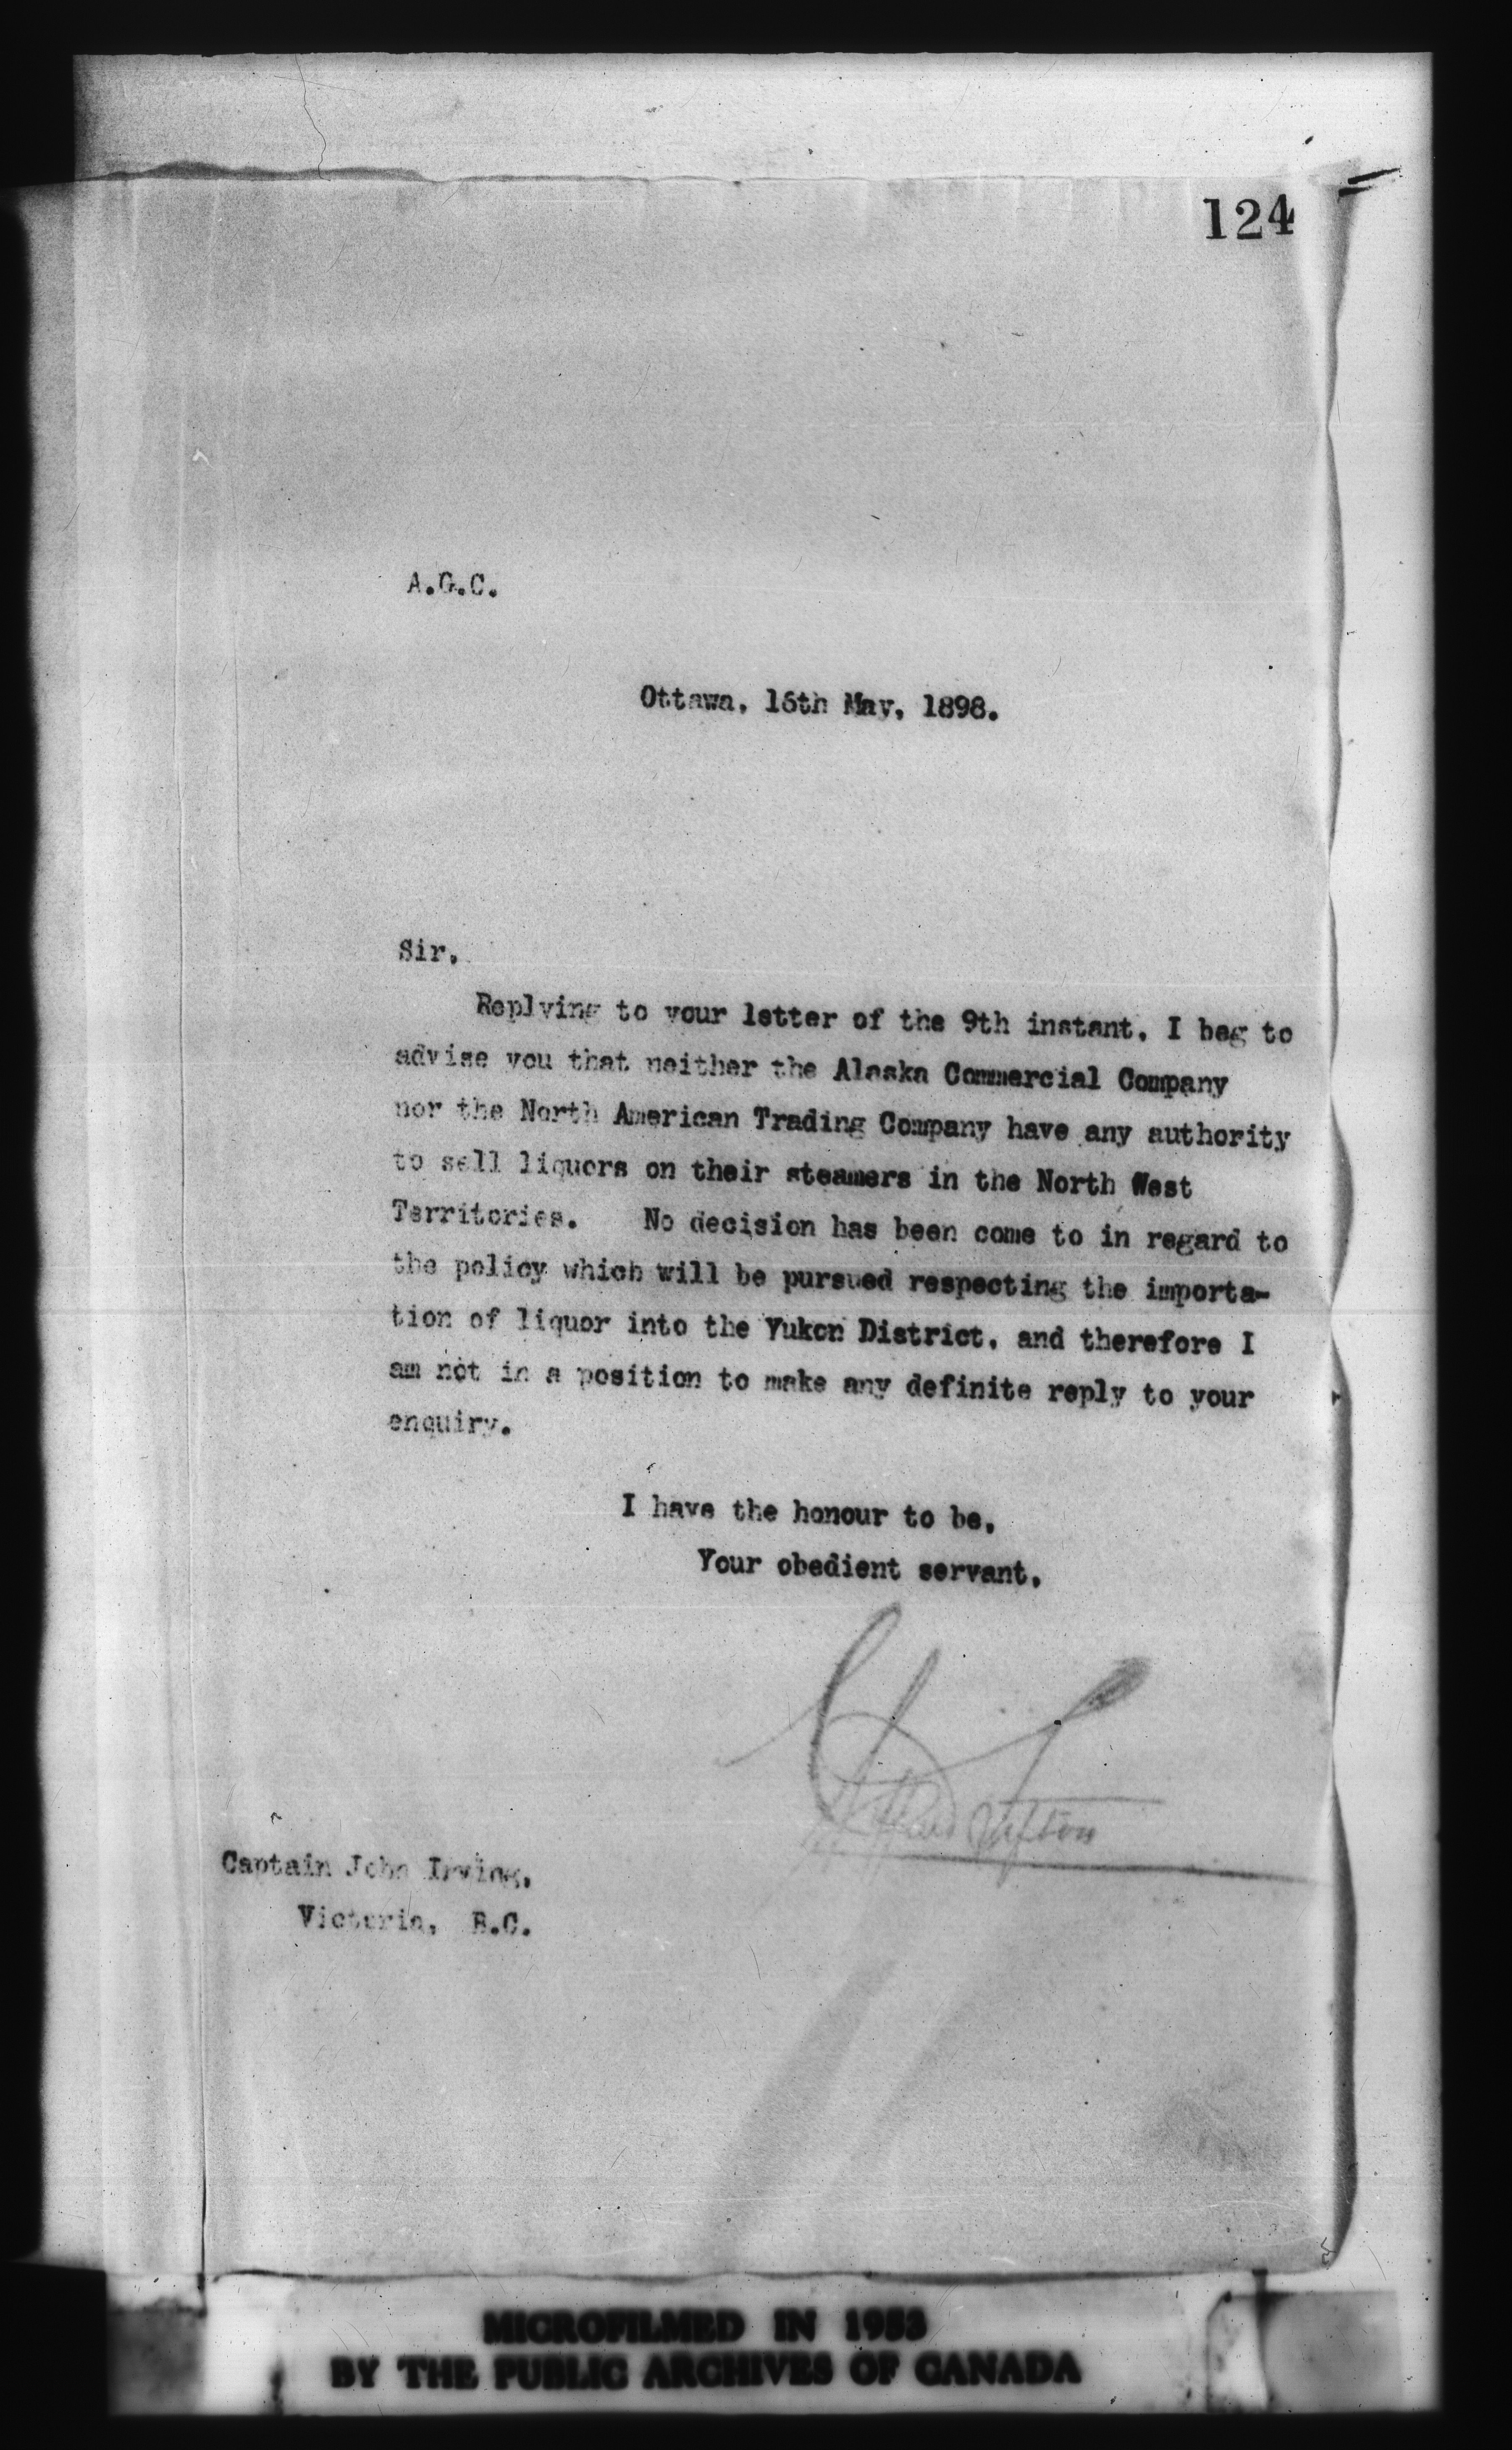 124
A.G.C.
Ottawa, 16th May, 1898.
Sir,
Replying to your letter of the 9th instant, I beg to
advise you that neither the Alaska Commercial Company
nor the North American Trading Company have any authority
to sell liquors on their steamers in the North West
Territories. No decision has been come to in regard to
the policy which will be pursued respecting the importa-
tion of liquor into the Yukon District, and therefore I
am not in a position to make any definite reply to your
enquiry.
I have the honour to be,
Your obedient servant,
Clifford Sifton
Captain John Irving,
Victoria, B.C.
MICROFILMED IN 1953
BY THE PUBLIC ARCHIVES OF CANADA